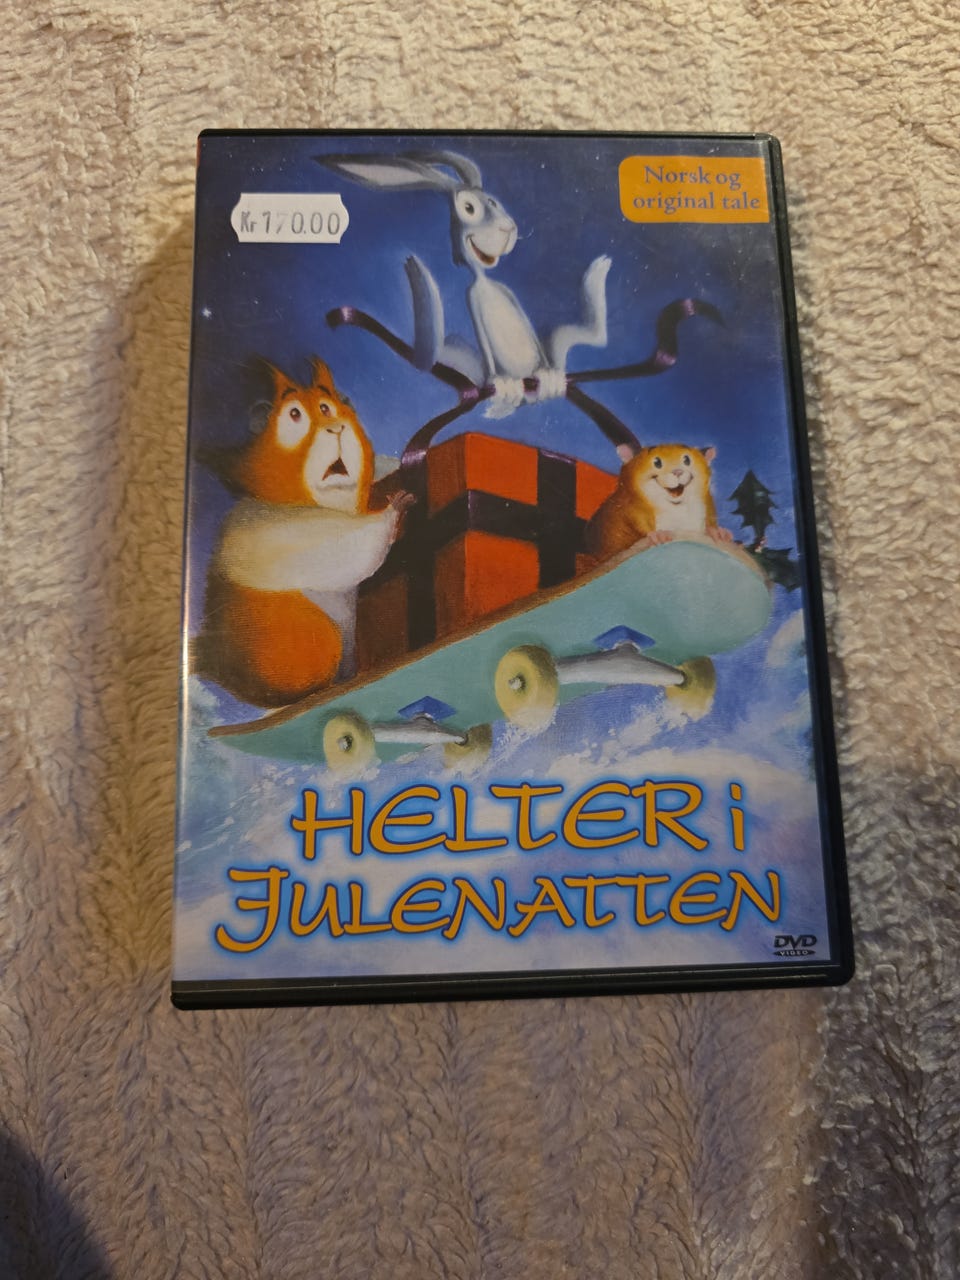 Norsk og
original tale
Kr 170.00
HELTER i
JULENATTEN
DVD
VIDEO